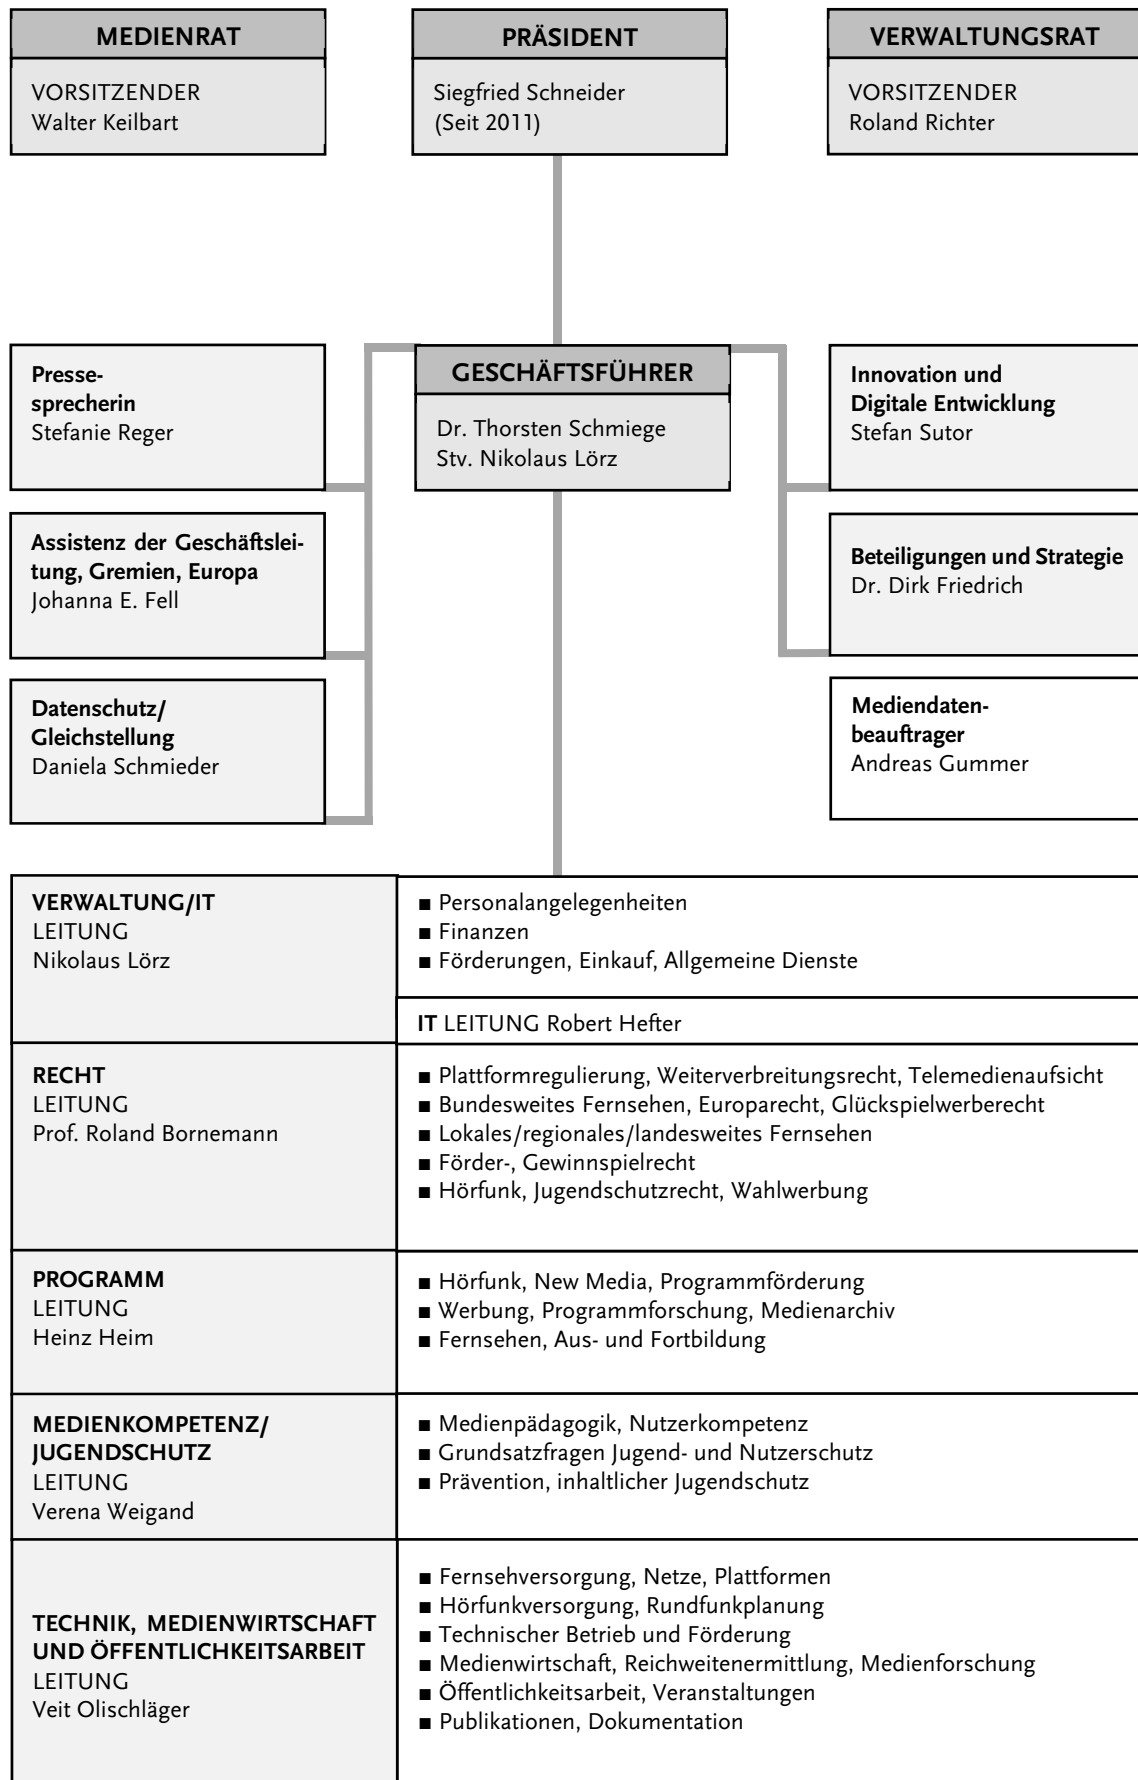 MEDIENRAT
VORSITZENDER
Walter Keilbart
PRÄSIDENT
Siegfried Schneider
(Seit 2011)
VERWALTUNGSRAT
VORSITZENDER
Roland Richter
Presse-
sprecherin
Stefanie Reger
GESCHÄFTSFÜHRER
Dr. Thorsten Schmiege
Stv. Nikolaus Lörz
Innovation und
Digitale Entwicklung
Stefan Sutor
Assistenz der Geschäftslei-
tung, Gremien, Europa
Johanna E. Fell
Beteiligungen und Strategie
Dr. Dirk Friedrich
Datenschutz/
Gleichstellung
Daniela Schmieder
Mediendaten-
beauftrager
Andreas Gummer
VERWALTUNG/IT
LEITUNG
Nikolaus Lörz
■ Personalangelegenheiten
■ Finanzen
■ Förderungen, Einkauf, Allgemeine Dienste
IT LEITUNG Robert Hefter
RECHT
LEITUNG
Prof. Roland Bornemann
■ Plattformregulierung, Weiterverbreitungsrecht, Telemedienaufsicht
■ Bundesweites Fernsehen, Europarecht, Glückspielwerberecht
■ Lokales/regionales/landesweites Fernsehen
■ Förder-, Gewinnspielrecht
■ Hörfunk, Jugendschutzrecht, Wahlwerbung
PROGRAMM
LEITUNG
Heinz Heim
■ Hörfunk, New Media, Programmförderung
■ Werbung, Programmforschung, Medienarchiv
■ Fernsehen, Aus- und Fortbildung
MEDIENKOMPETENZ/
JUGENDSCHUTZ
LEITUNG
Verena Weigand
■ Medienpädagogik, Nutzerkompetenz
■ Grundsatzfragen Jugend- und Nutzerschutz
■ Prävention, inhaltlicher Jugendschutz
TECHNIK, MEDIENWIRTSCHAFT
UND ÖFFENTLICHKEITSARBEIT
LEITUNG
Veit Olischläger
■ Fernsehversorgung, Netze, Plattformen
■ Hörfunkversorgung, Rundfunkplanung
■ Technischer Betrieb und Förderung
■ Medienwirtschaft, Reichweitenermittlung, Medienforschung
■ Öffentlichkeitsarbeit, Veranstaltungen
■ Publikationen, Dokumentation